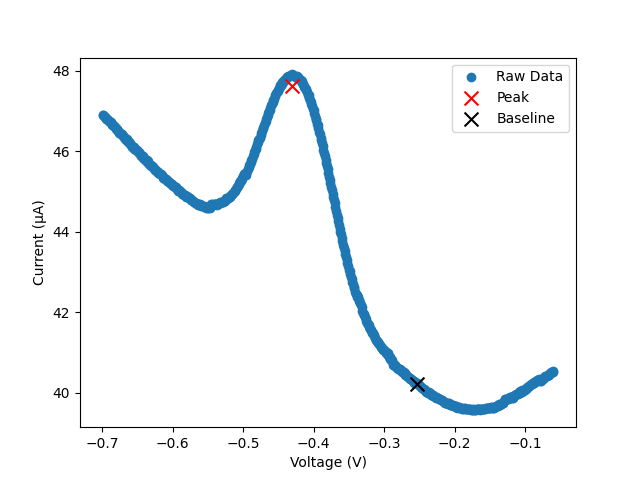 Raw Data
Peak
Baseline
48
46
44
42
40
Current (μA)
−0.7
−0.6
−0.5
−0.4
−0.3
−0.2
−0.1
Voltage (V)